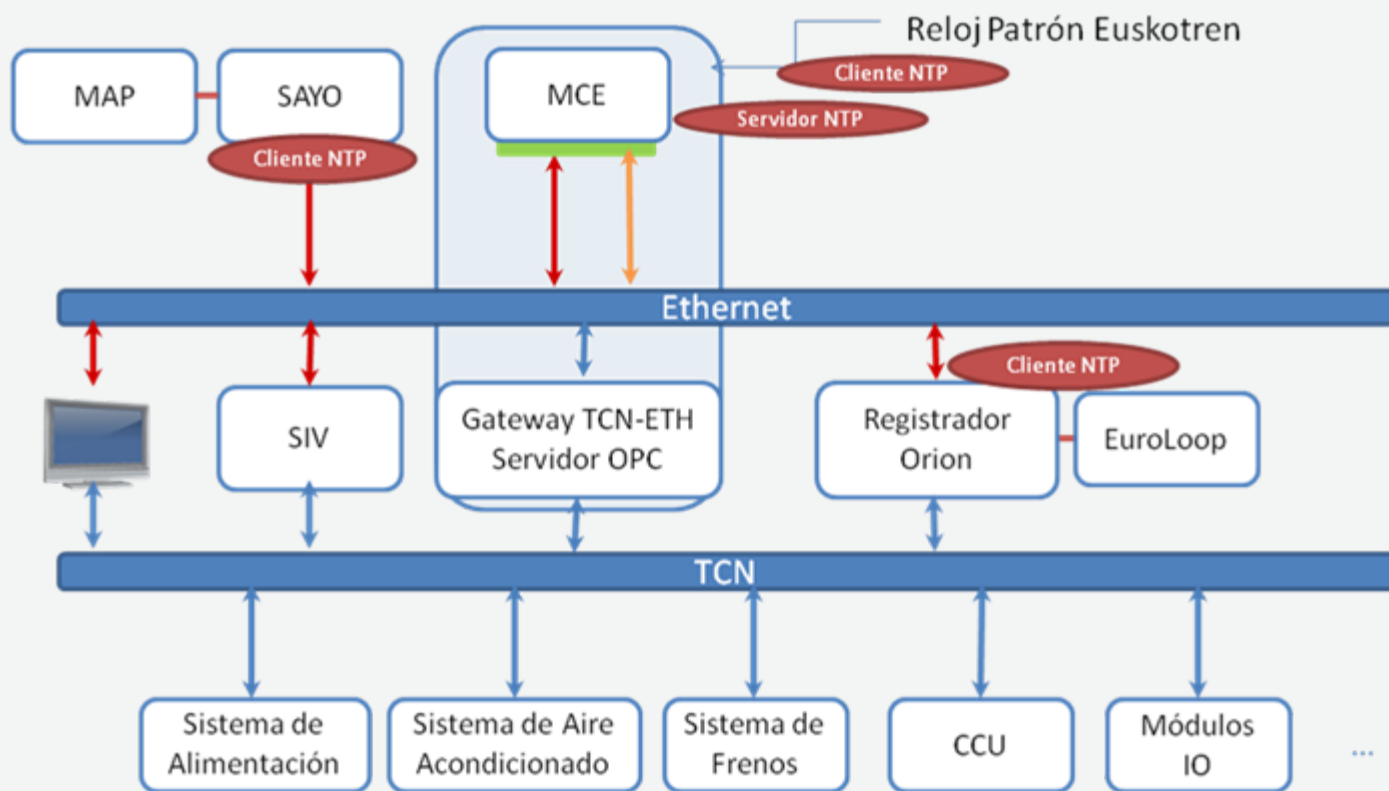 Reloj Patrón Euskotren
MAP
SAYO
MCE
Cliente NTP
Servidor NTP
Cliente NTP
Ethernet
Cliente NTP
SIV
Gateway TCN-ETH
Servidor OPC
Registrador
Orion
EuroLoop
TCN
Sistema de
Alimentación
Sistema de Aire
Acondicionado
Sistema de
Frenos
CCU
Módulos
IO
...